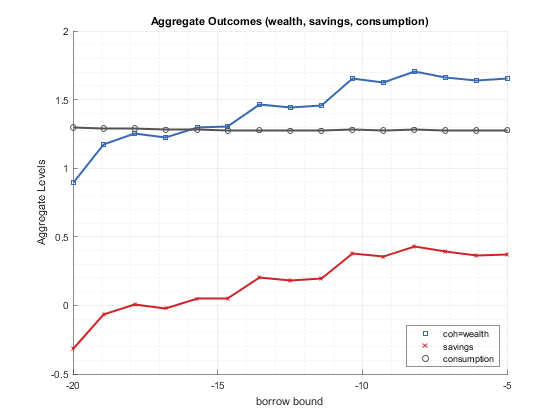 Aggregate Outcomes (wealth, savings, consumption)
Aggregate Levels
2
1.5
1
0.5
0
-0.5
-20
-15
-10
-5
borrow bound
coh=wealth
savings
consumption